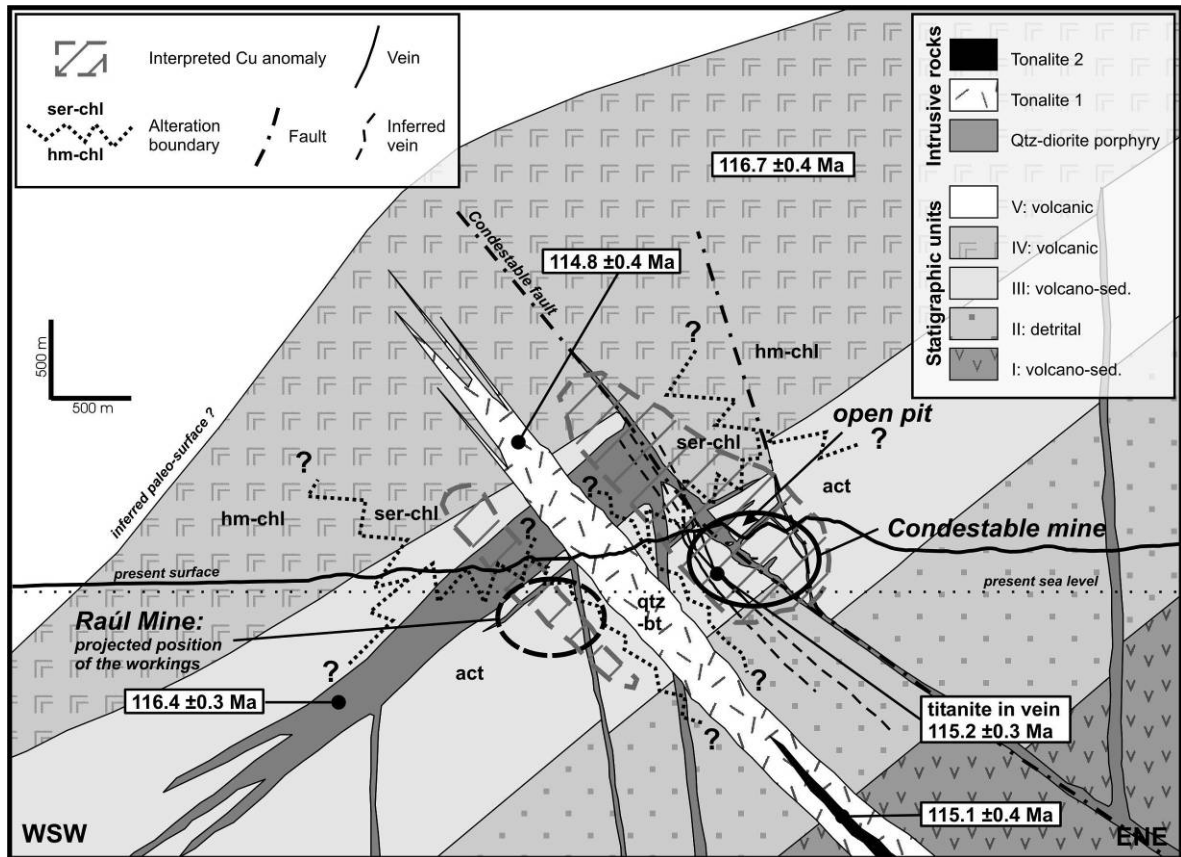 Interpreted Cu anomaly
Vein
ser-chl
hm-chl
Alteration
boundary
Fault
Inferred
vein
Intrusive rocks
Tonalite 2
Tonalite 1
Qtz-diorite porphyry
Statigraphic units
V: volcanic
IV: volcanic
III: volcano-sed.
II: detrital
I: volcano-sed.
116.7 ±0.4 Ma
Condestable fault
114.8 ±0.4 Ma
500 m
500 m
inferred paleo-surface ?
?
hm-chl
open pit
?
ser-chl
?
?
hm-chl
ser-chl
?
act
Condestable mine
present surface
present sea level
qtz
-bt
Raúl Mine:
projected position
of the workings
?
act
?
?
116.4 ±0.3 Ma
titanite in vein
115.2 ±0.3 Ma
115.1 ±0.4 Ma
WSW
ENE